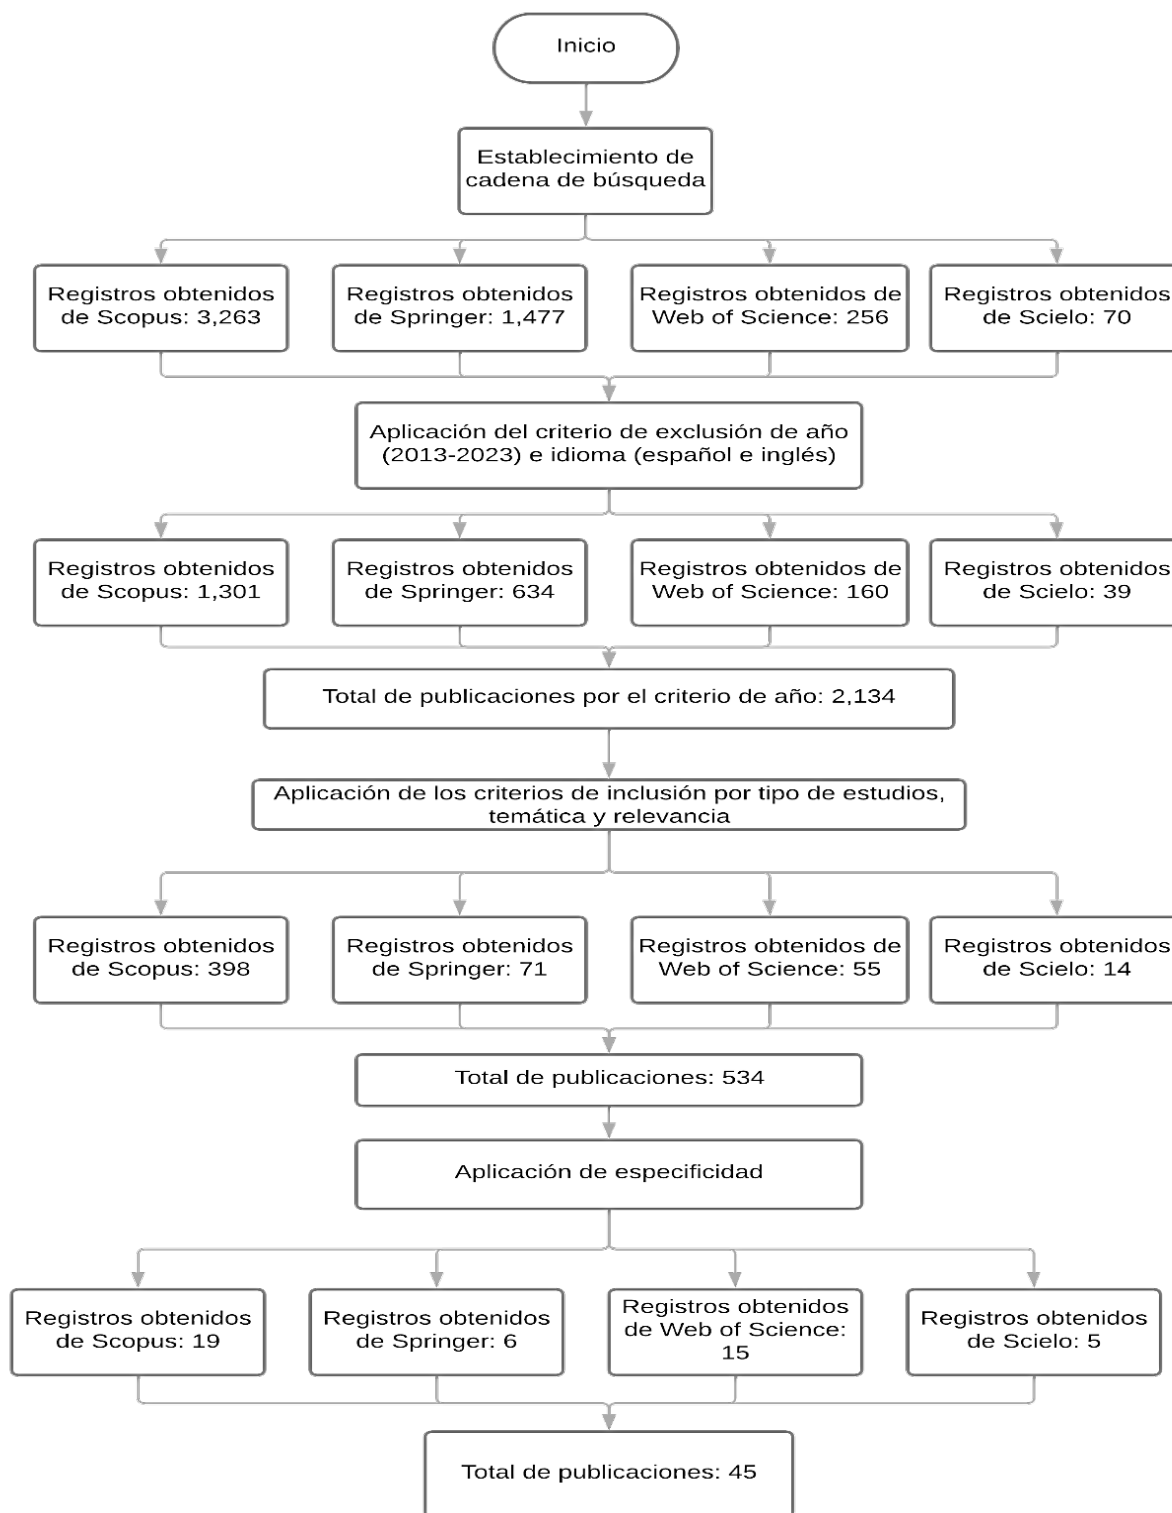 Inicio
Establecimiento de
cadena de búsqueda
Registros obtenidos
de Scopus: 3,263
Registros obtenidos
de Springer: 1,477
Registros obtenidos de
Web of Science: 256
Registros obtenidos
de Scielo: 70
Aplicación del criterio de exclusión de año
(2013-2023) e idioma (español e inglés)
Registros obtenidos
de Scopus: 1,301
Registros obtenidos
de Springer: 634
Registros obtenidos de
Web of Science: 160
Registros obtenidos
de Scielo: 39
Total de publicaciones por el criterio de año: 2,134
Aplicación de los criterios de inclusión por tipo de estudios,
temática y relevancia
Registros obtenidos
de Scopus: 398
Registros obtenidos
de Springer: 71
Registros obtenidos de
Web of Science: 55
Registros obtenidos
de Scielo: 14
Total de publicaciones: 534
Aplicación de especificidad
Registros obtenidos
de Scopus: 19
Registros obtenidos
de Springer: 6
Registros obtenidos
de Web of Science:
15
Registros obtenidos
de Scielo: 5
Total de publicaciones: 45